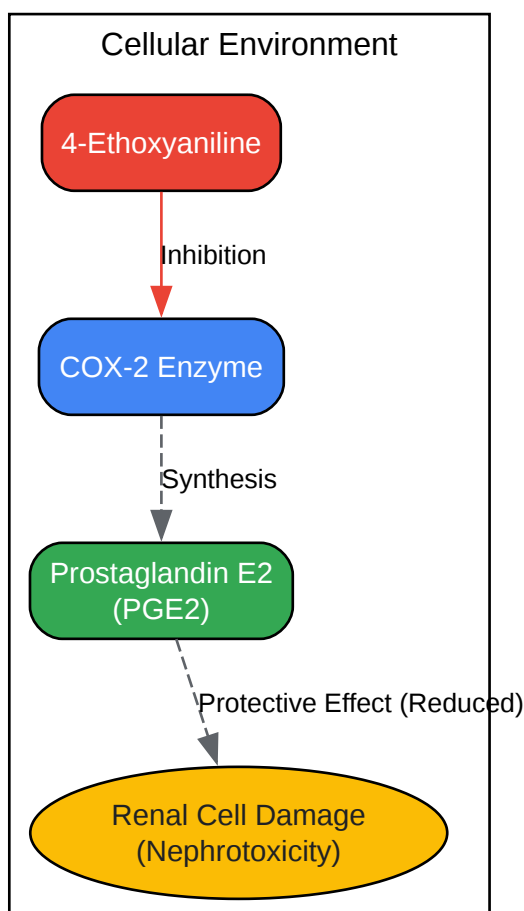 Cellular Environment
4-Ethoxyaniline
Inhibition
COX-2 Enzyme
Synthesis
Prostaglandin E2
(PGE2)
Protective Effect (Reduced)
Renal Cell Damage
(Nephrotoxicity)